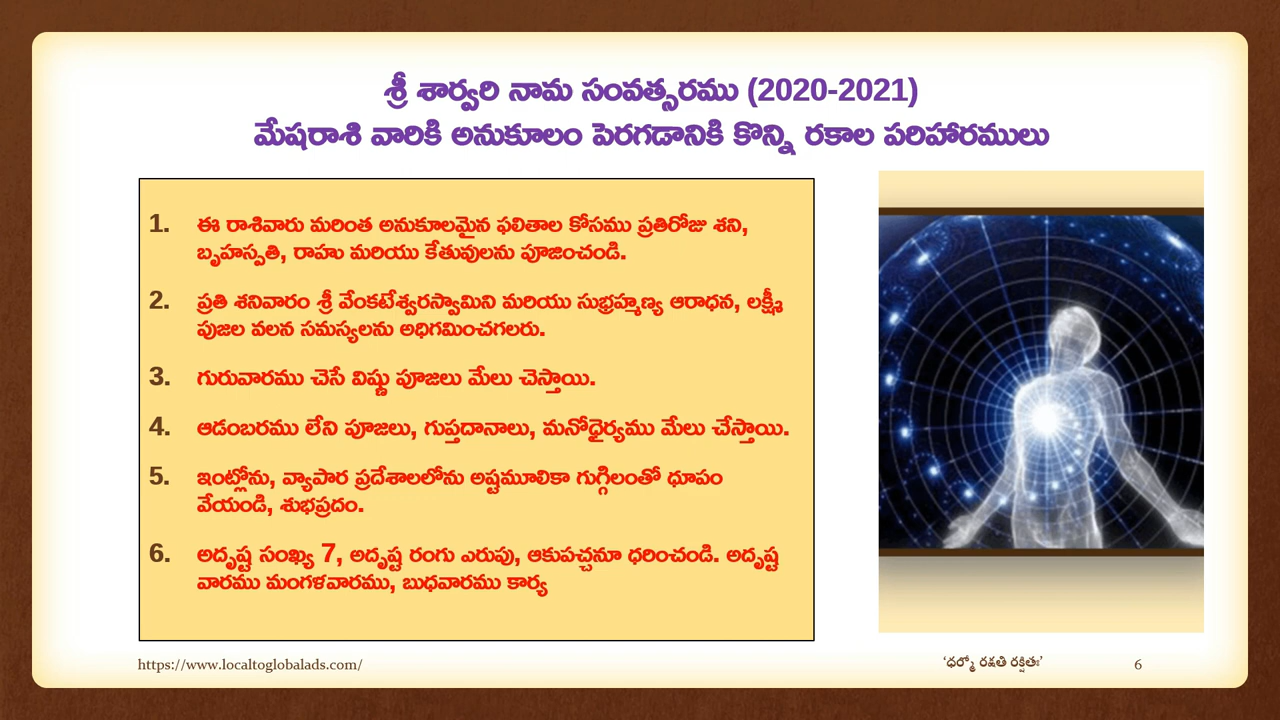 శ్రీ శార్వరి నామ సంవత్సరము (2020-2021)
మేషరాశి వారికి అనుకూలం పెరగడానికి కొన్ని రకాల పరిహారములు
1. ఈ రాశివారు మరింత అనుకూలమైన ఫలితాల కోసము ప్రతిరోజు శని,
బృహస్పతి, రాహు మరియు కేతువులను పూజించండి.
2. ప్రతి శనివారం శ్రీ వేంకటేశ్వరస్వామిని మరియు సుభ్రహ్మణ్య ఆరాధన, లక్ష్మీ
పుజల వలన సమస్యలను అధిగమించగలరు.
3. గురువారము చెసే విష్ణు పూజలు మేలు చెస్తాయి.
4. ఆడంబరము లేని పూజలు, గుప్తదానాలు, మనోధైర్యము మేలు చేస్తాయి.
5. ఇంట్లోను, వ్యాపార ప్రదేశాలలోను అష్టమూలికా గుగ్గిలంతో ధూపం
వేయండి, శుభప్రదం.
6. అదృష్ట సంఖ్య 7, అదృష్ట రంగు ఎరుపు, ఆకుపచ్చనూ ధరించండి. అదృష్ట
వారము మంగళవారము, బుధవారము కార్య
https://www.localtoglobalads.com/
‘ధర్మో రక్షతి రక్షితః’
6